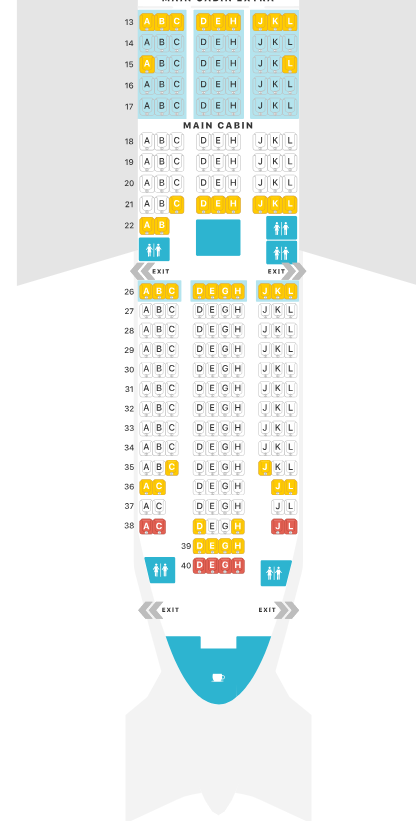 MAIN CABIN EXTRA
13 A B C D E H J K L
14 A B C D E H J K L
15 A B C D E H J K L
16 A B C D E H J K L
17 A B C D E H J K L
MAIN CABIN
18 A B C D E H J K L
19 A B C D E H J K L
20 A B C D E H J K L
21 A B C D E H J K L
22 A B
EXIT EXIT
26 A B C D E G H J K L
27 A B C D E G H J K L
28 A B C D E G H J K L
29 A B C D E G H J K L
30 A B C D E G H J K L
31 A B C D E G H J K L
32 A B C D E G H J K L
33 A B C D E G H J K L
34 A B C D E G H J K L
35 A B C D E G H J K L
36 A C D E G H J L
37 A C D E G H J L
38 A C D E G H J L
39 D E G H
40 D E G H
EXIT EXIT